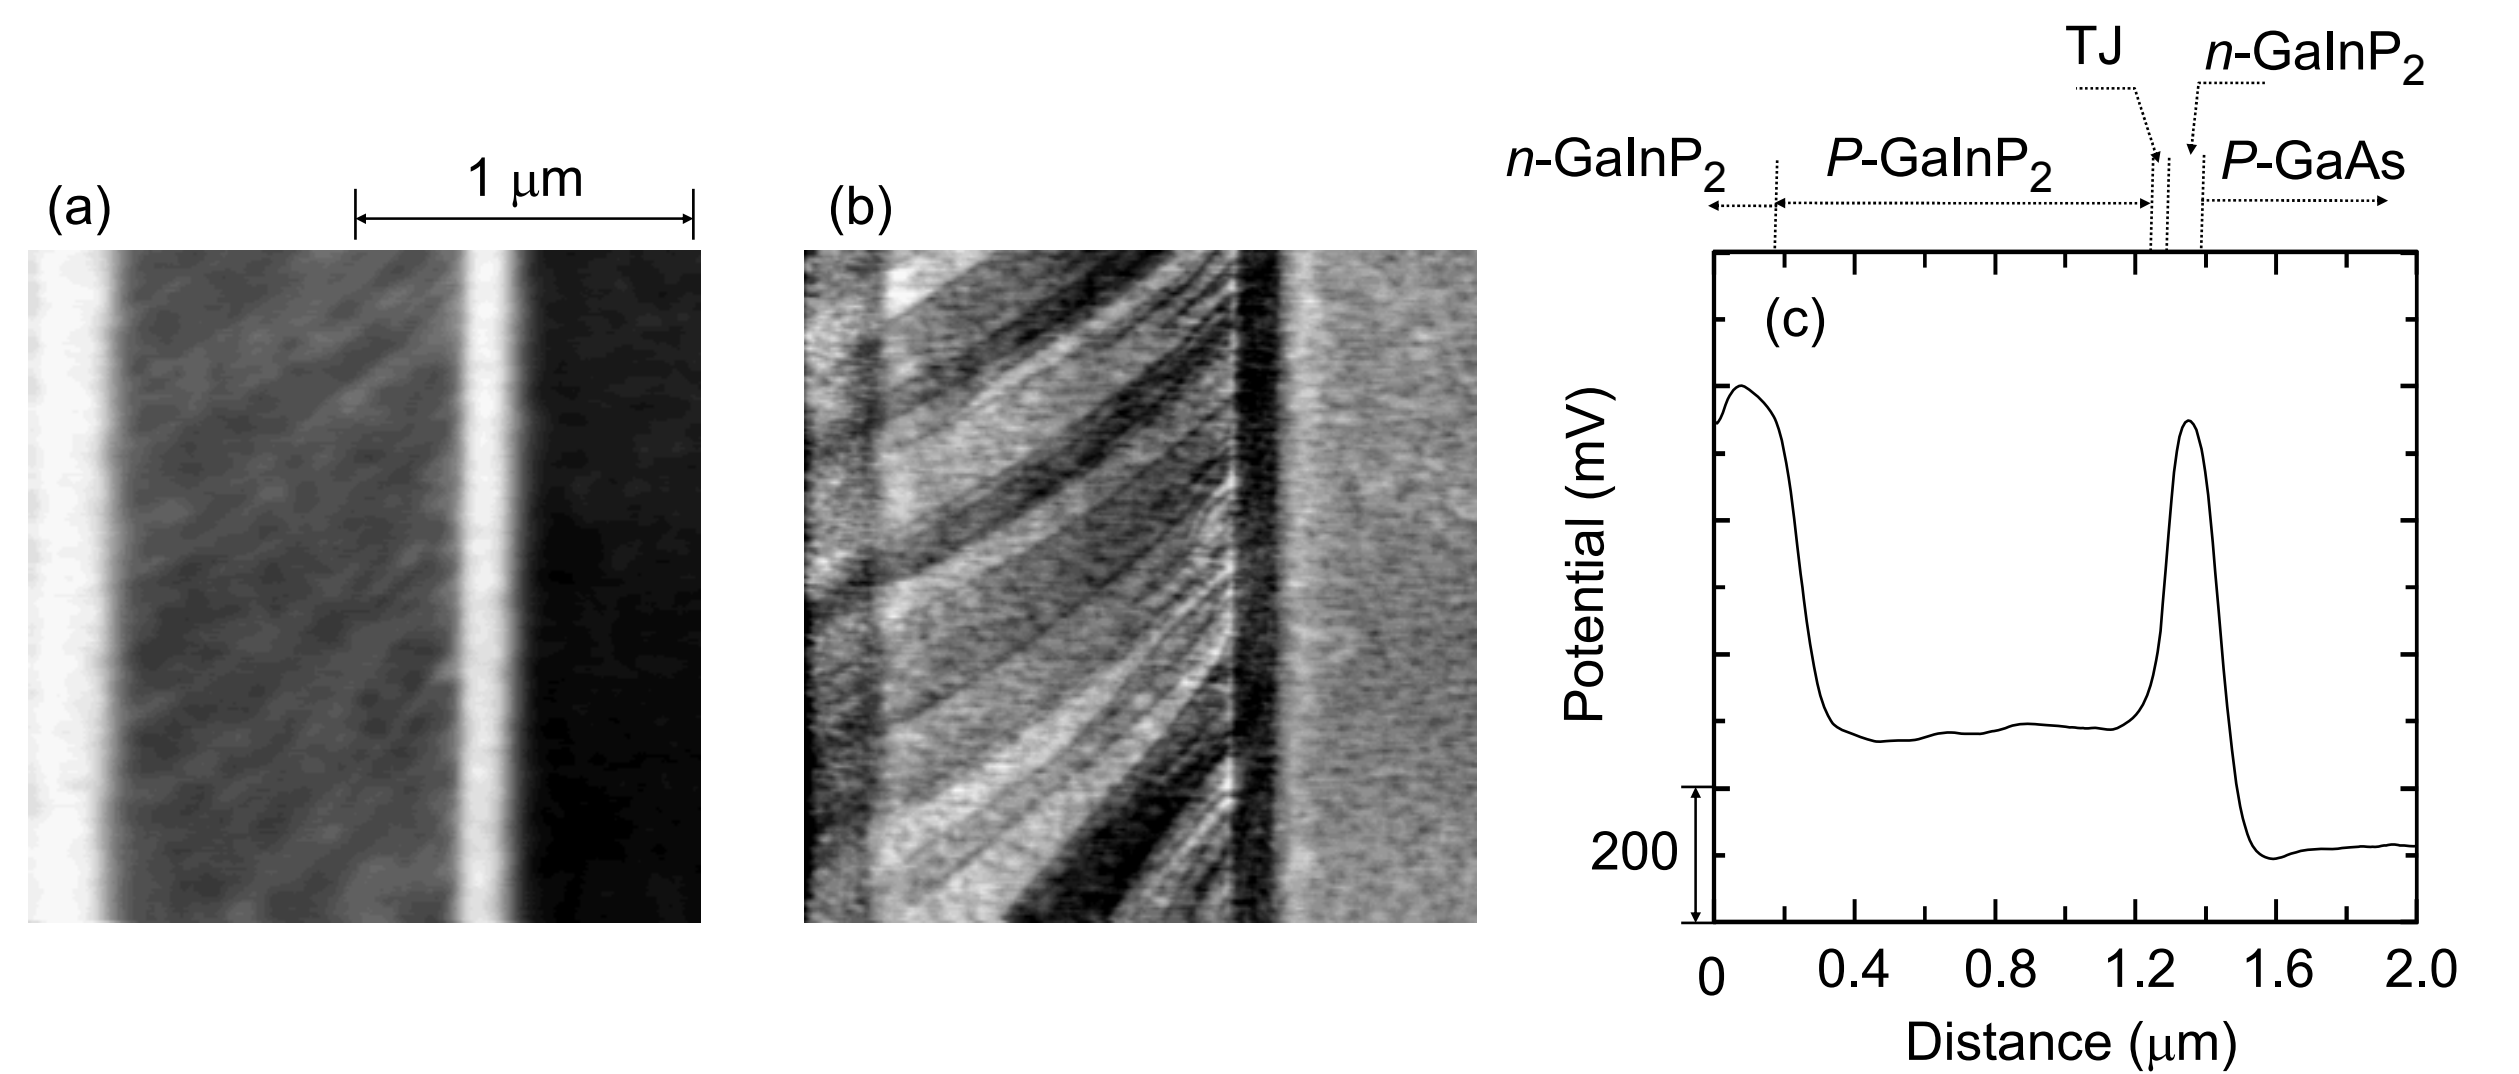 (a)
1 μm
(b)
TJ
n-GaInP2
n-GaInP2
P-GaInP2
P-GaAs
(c)
Potential (mV)
200
0
0.4
0.8
1.2
1.6
2.0
Distance (μm)